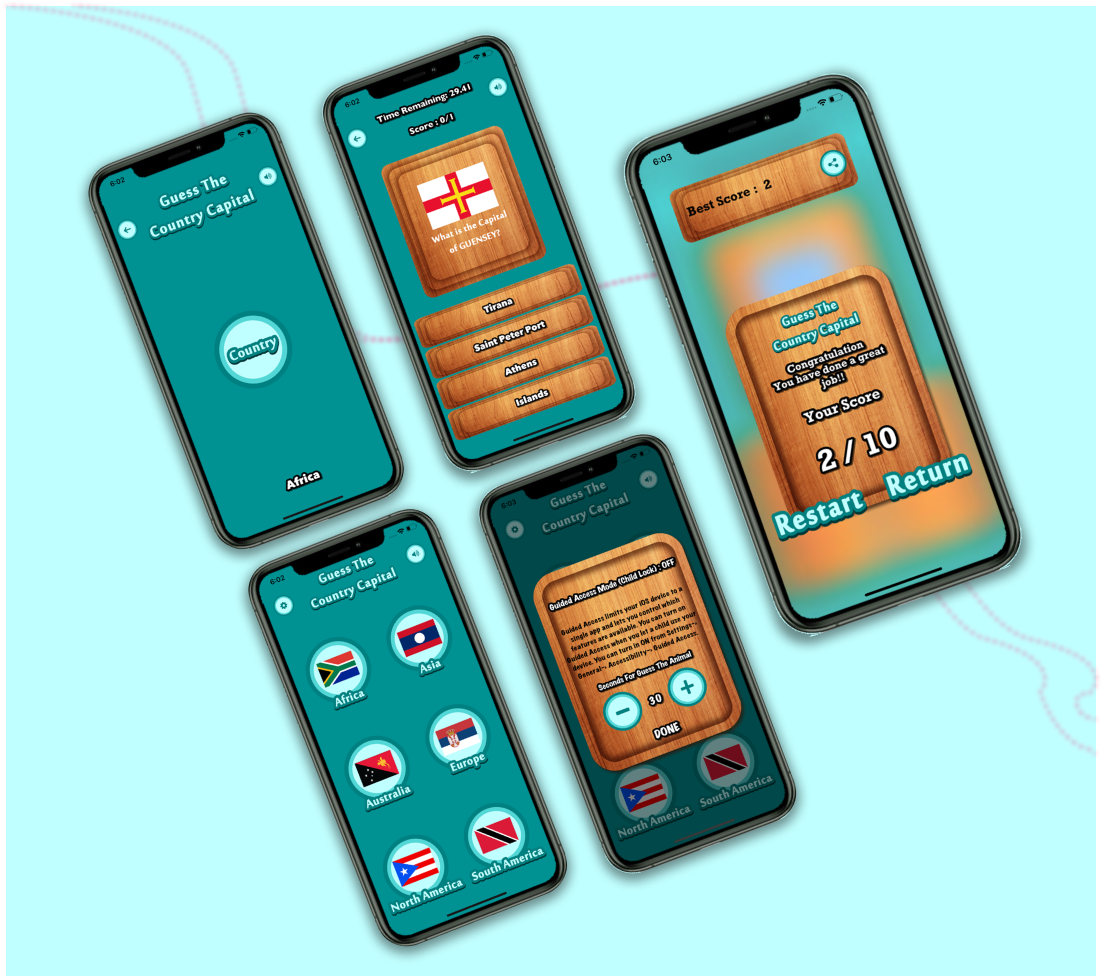 6:02
Guess The
Country Capital
Country
Africa
6:02
Time Remaining: 29.41
Score : 0/1
What is the Capital
of GUENSEY?
Tirana
Saint Peter Port
Athens
Islands
6:03
Best Score : 2
Guess The
Country Capital
Congratulation
You have done a great
job!!
Your Score
2 / 10
Restart
Return
6:02
Guess The
Country Capital
Africa
Asia
Australia
Europe
North America
South America
6:03
Guess The
Country Capital
Guided Access Mode (Child Lock) : OFF
Guided Access limits your iOS device to a
single app and lets you control which
features are available. You can turn on
Guided Access when you let a child use your
device. You can turn in ON from Settings->
General->, Accessibility->, Guided Access.
Seconds For Guess The Animal
30
DONE
North America
South America